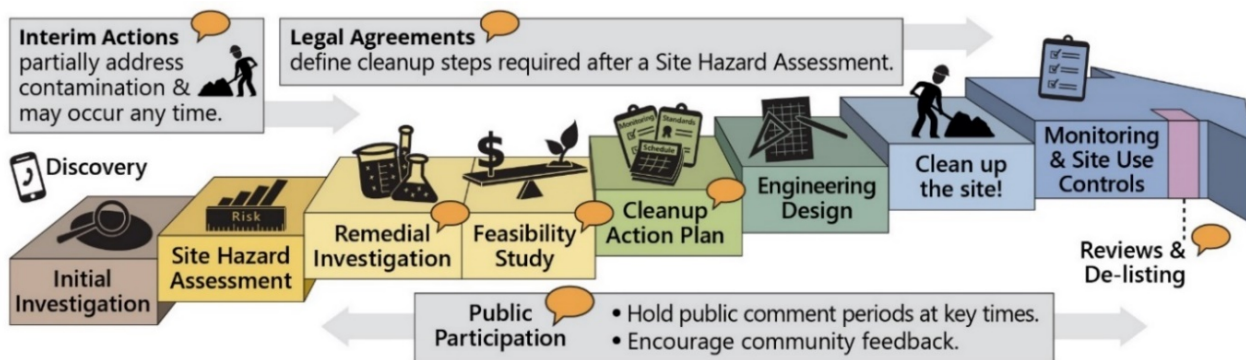 Interim Actions
partially address
contamination &
may occur any time.
Legal Agreements
define cleanup steps required after a Site Hazard Assessment.
Discovery
Initial
Investigation
Risk
Site Hazard
Assessment
Remedial
Investigation
$
Feasibility
Study
Monitoring
Standards
Schedule
Cleanup
Action Plan
Engineering
Design
Clean up
the site!
Monitoring
& Site Use
Controls
Reviews &
De-listing
Public
Participation
• Hold public comment periods at key times.
• Encourage community feedback.